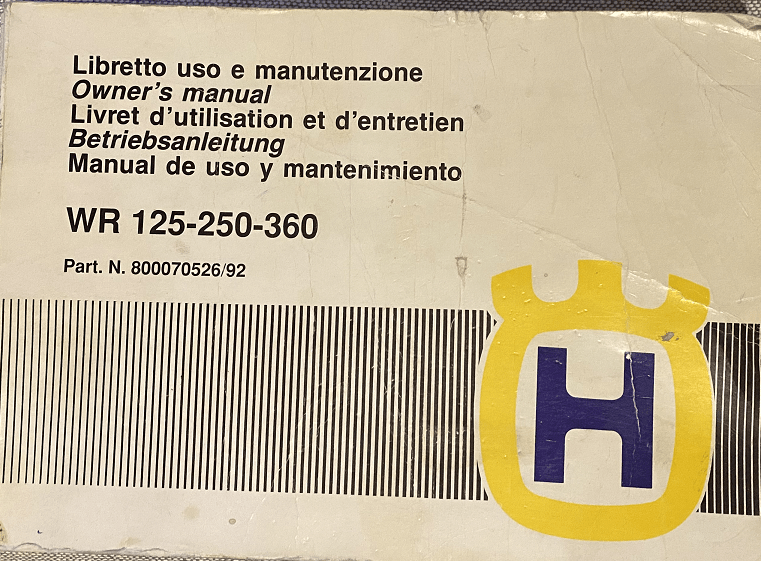 Libretto uso e manutenzione
Owner's manual
Livret d'utilisation et d'entretien
Betriebsanleitung
Manual de uso y mantenimiento
WR 125-250-360
Part. N. 800070526/92
H